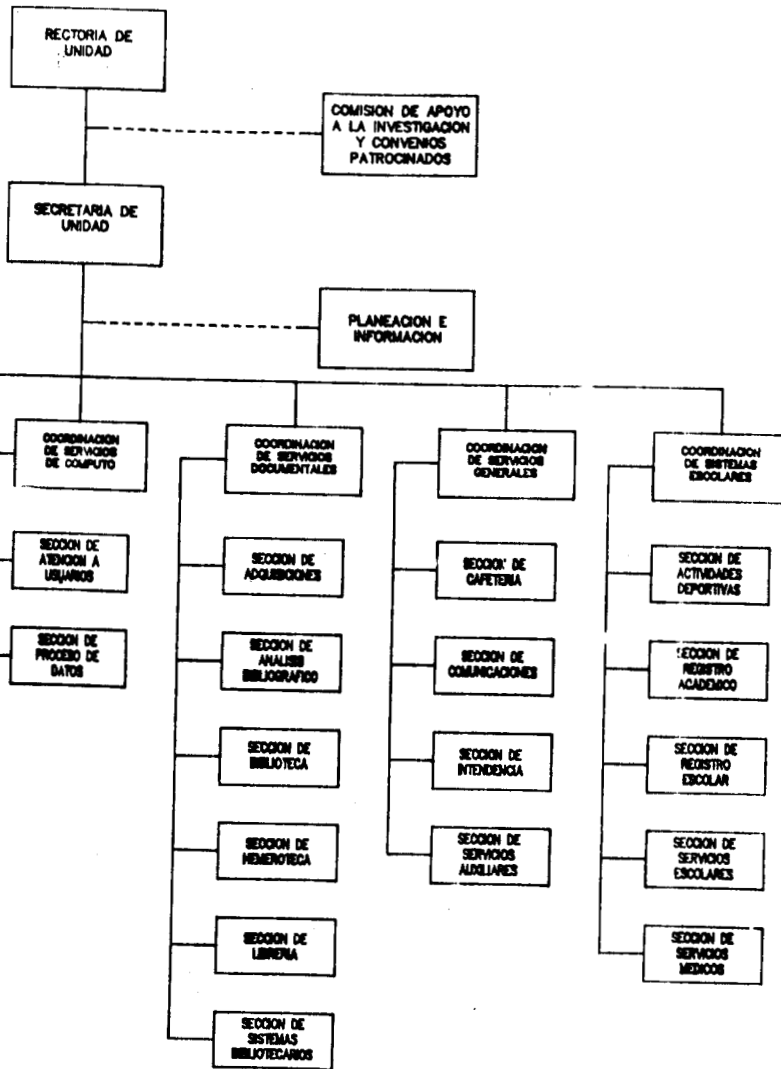 RECTORIA DE
UNIDAD
COMISION DE APOYO
A LA INVESTIGACION
Y CONVENIOS
PATROCINADOS
SECRETARIA DE
UNIDAD
PLANEACION E
INFORMACION
COORDINACION
DE SERVICIOS
DE COMPUTO
COORDINACION
DE SERVICIOS
DOCUMENTALES
COORDINACION
DE SERVICIOS
GENERALES
COORDINACION
DE SISTEMAS
ESCOLARES
SECCION DE
ATENCION A
USUARIOS
SECCION DE
PROCESO DE
DATOS
SECCION DE
ADQUISICIONES
SECCION DE
ANALISIS
BIBLIOGRAFICO
SECCION DE
BIBLIOTECA
SECCION DE
HEMEROTECA
SECCION DE
LIBRERIA
SECCION DE
SISTEMAS
BIBLIOTECARIOS
SECCION DE
CAFETERIA
SECCION DE
COMUNICACIONES
SECCION DE
INTENDENCIA
SECCION DE
SERVICIOS
AUXILIARES
SECCION DE
ACTIVIDADES
DEPORTIVAS
SECCION DE
REGISTRO
ACADEMICO
SECCION DE
REGISTRO
ESCOLAR
SECCION DE
SERVICIOS
ESCOLARES
SECCION DE
SERVICIOS
MEDICOS